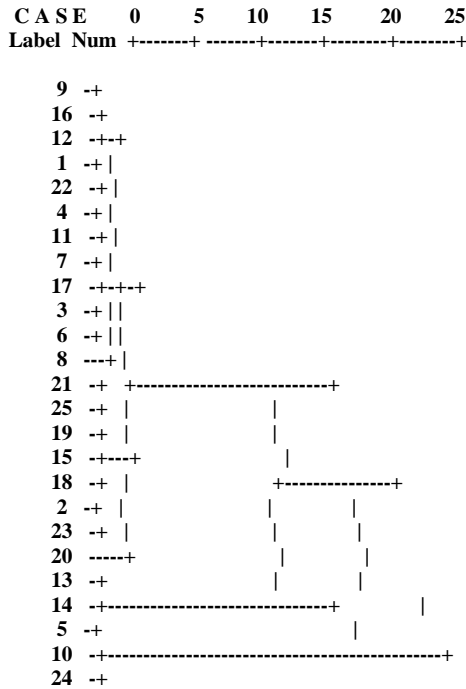 C A S E 0 5 10 15 20 25
Label Num +-------+ -------+-------+-------+-------+
9 -+
16 -+
12 -+-+
1 -+ |
22 -+ |
4 -+ |
11 -+ |
7 -+ |
17 -+-+-+
3 -+ | |
6 -+ | |
8 ---+ |
21 -+ +-----------------------------+
25 -+ | |
19 -+ | |
15 -+---+ |
18 -+ | +-----------------+
2 -+ | | |
23 -+ | | |
20 -----+ | |
13 -+ | |
14 -+---------------------------------+ |
5 -+ |
10 -+---------------------------------------------------+
24 -+